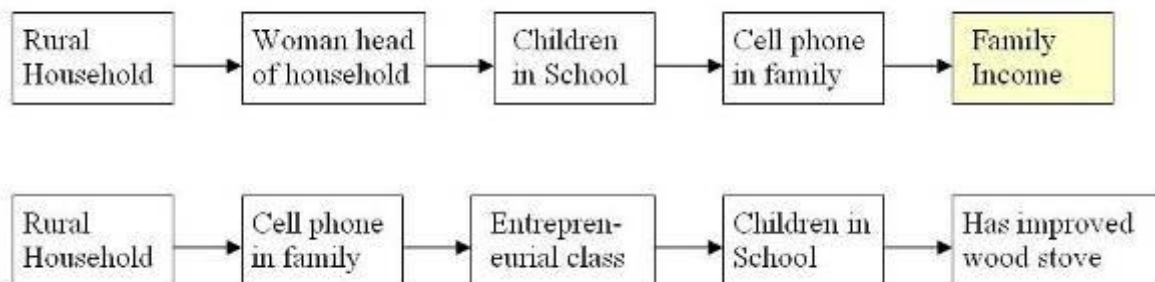 Rural
Household
Woman head
of household
Children
in School
Cell phone
in family
Family
Income
Rural
Household
Cell phone
in family
Entrepren-
eurial class
Children in
School
Has improved
wood stove